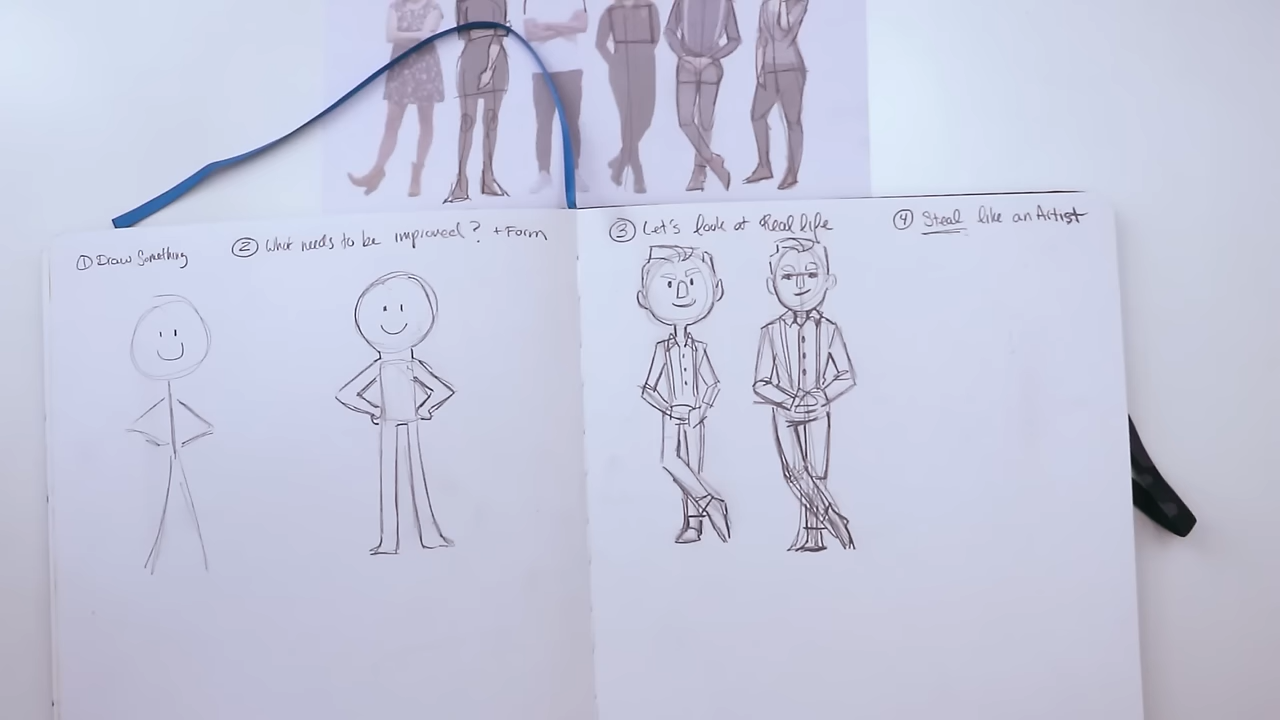 ① Draw Something
② What needs to be improved? + Form
③ Let's look at Real life
④ Steal like an Artist